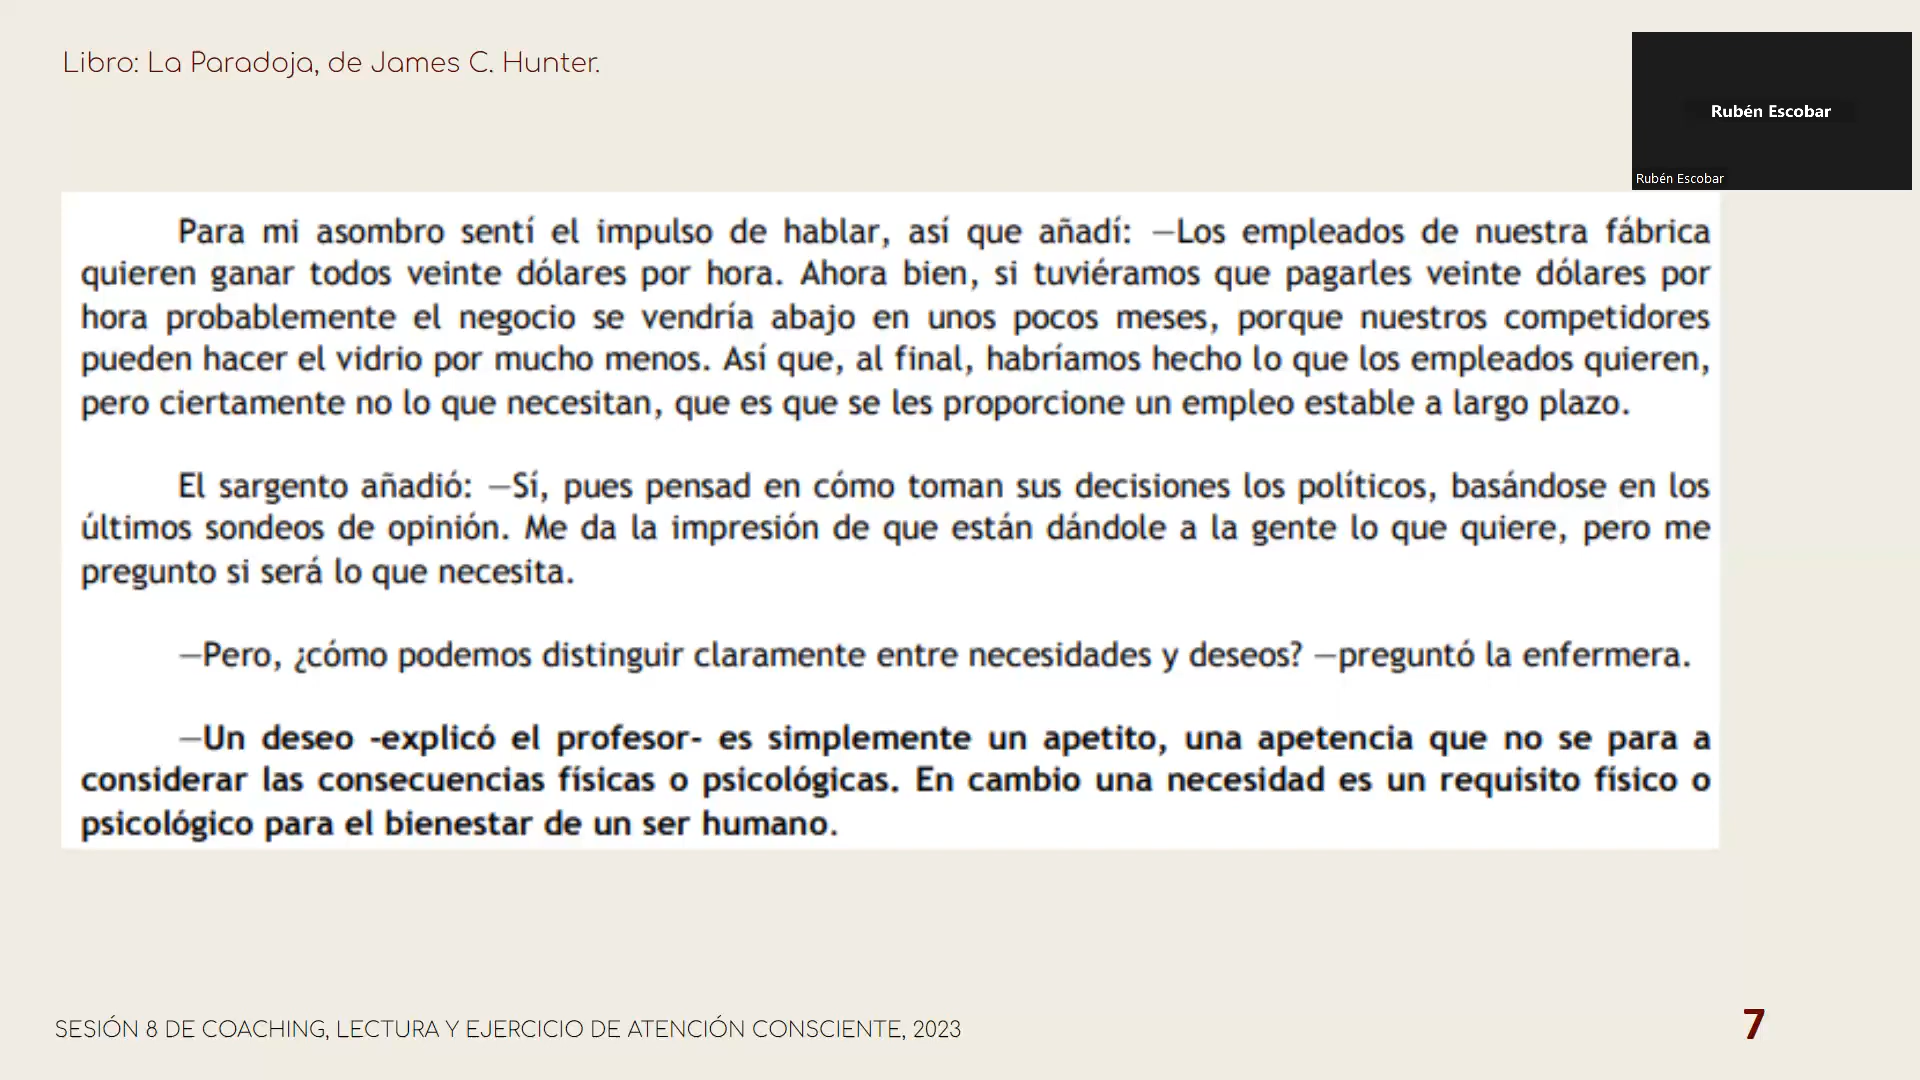 Libro: La Paradoja, de James C. Hunter.
Rubén Escobar
Rubén Escobar
Para mi asombro sentí el impulso de hablar, así que añadí: —Los empleados de nuestra fábrica
quieren ganar todos veinte dólares por hora. Ahora bien, si tuviéramos que pagarles veinte dólares por
hora probablemente el negocio se vendría abajo en unos pocos meses, porque nuestros competidores
pueden hacer el vidrio por mucho menos. Así que, al final, habríamos hecho lo que los empleados quieren,
pero ciertamente no lo que necesitan, que es que se les proporcione un empleo estable a largo plazo.
El sargento añadió: —Sí, pues pensad en cómo toman sus decisiones los políticos, basándose en los
últimos sondeos de opinión. Me da la impresión de que están dándole a la gente lo que quiere, pero me
pregunto si será lo que necesita.
—Pero, ¿cómo podemos distinguir claramente entre necesidades y deseos? —preguntó la enfermera.
—Un deseo -explicó el profesor- es simplemente un apetito, una apetencia que no se para a
considerar las consecuencias físicas o psicológicas. En cambio una necesidad es un requisito físico o
psicológico para el bienestar de un ser humano.
SESIÓN 8 DE COACHING, LECTURA Y EJERCICIO DE ATENCIÓN CONSCIENTE, 2023
7